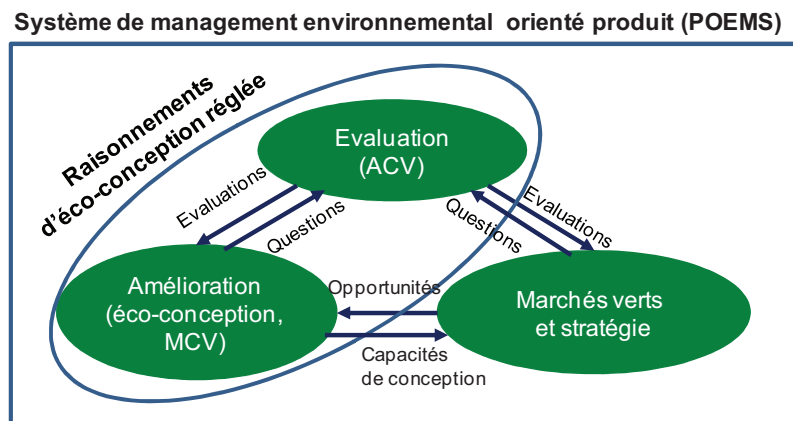 Système de management environnemental orienté produit (POEMS)
Raisonnements
d'éco-conception réglée
Evaluation
(ACV)
Evaluations
Questions
Evaluations
Questions
Amélioration
(éco-conception,
MCV)
Opportunités
Capacités
de conception
Marchés verts
et stratégie